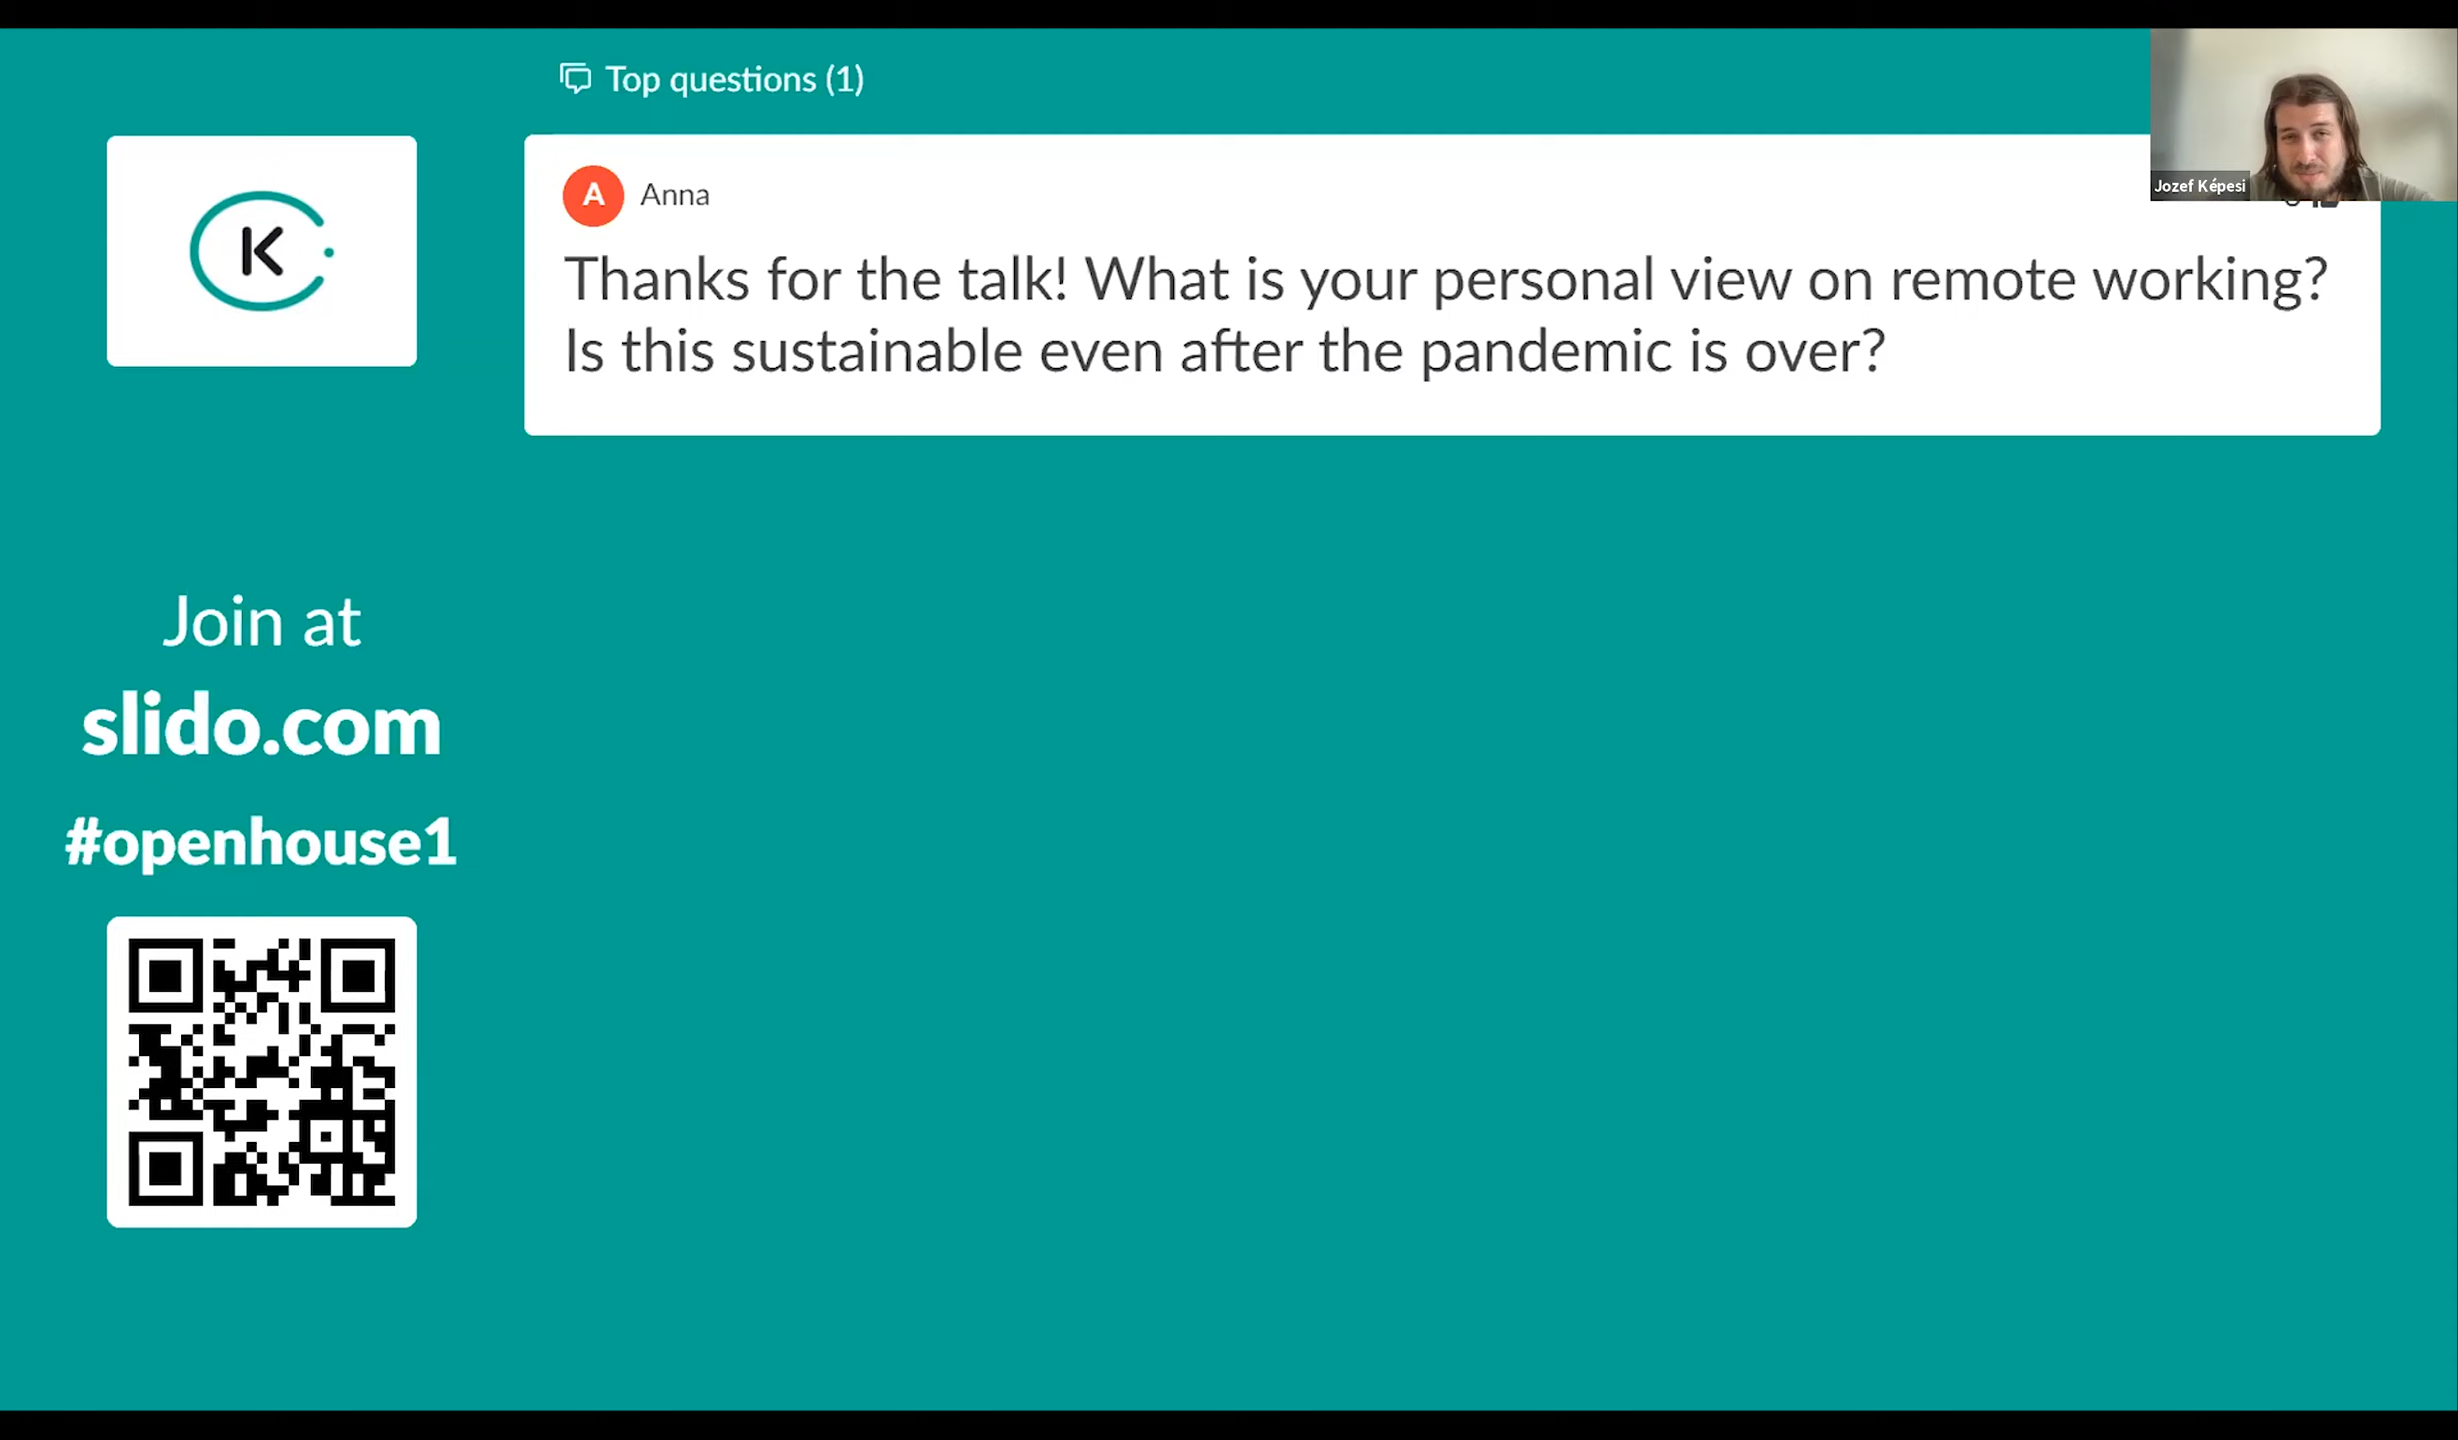 Top questions (1)
Jozef Képesi
A
Anna
Thanks for the talk! What is your personal view on remote working?
Is this sustainable even after the pandemic is over?
K
Join at
slido.com
#openhouse1